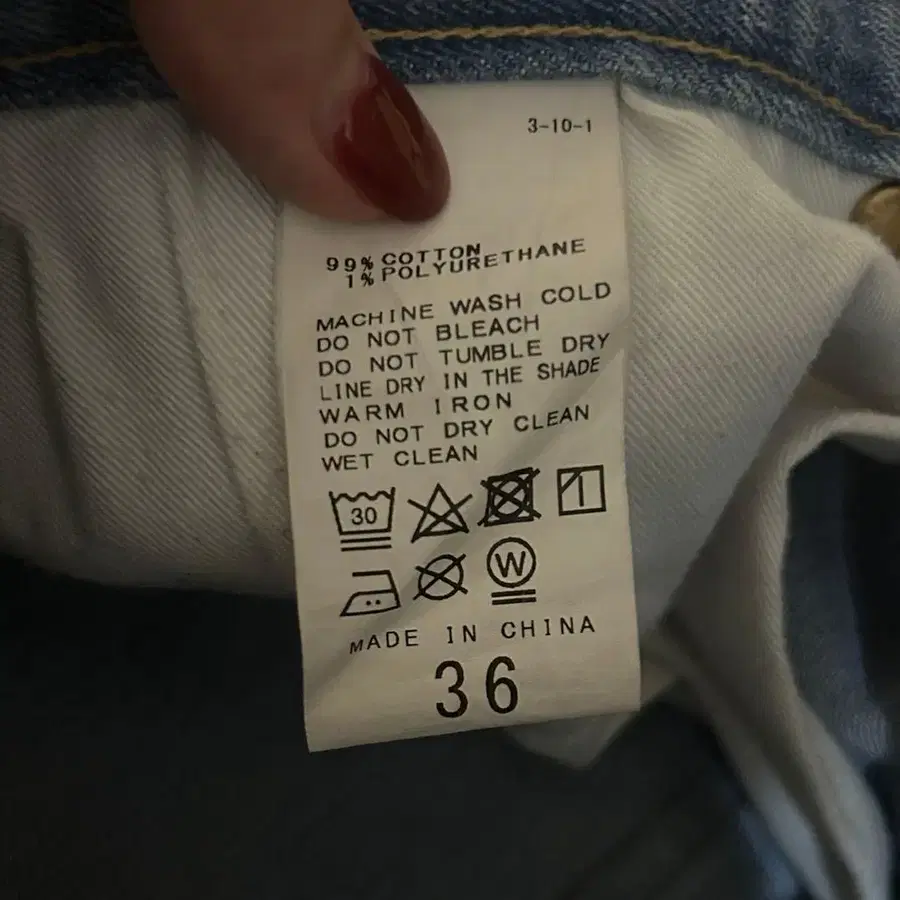 3-10-1
99% COTTON
1% POLYURETHANE
MACHINE WASH COLD
DO NOT BLEACH
DO NOT TUMBLE DRY
LINE DRY IN THE SHADE
WARM IRON
DO NOT DRY CLEAN
WET CLEAN
30
W
MADE IN CHINA
36